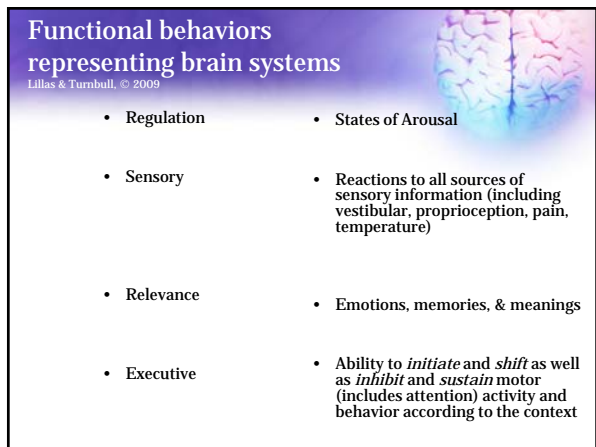 Functional behaviors
representing brain systems
Lillas & Turnbull, © 2009
• Regulation
• States of Arousal
• Sensory
• Reactions to all sources of
sensory information (including
vestibular, proprioception, pain,
temperature)
• Relevance
• Emotions, memories, & meanings
• Executive
• Ability to initiate and shift as well
as inhibit and sustain motor
(includes attention) activity and
behavior according to the context